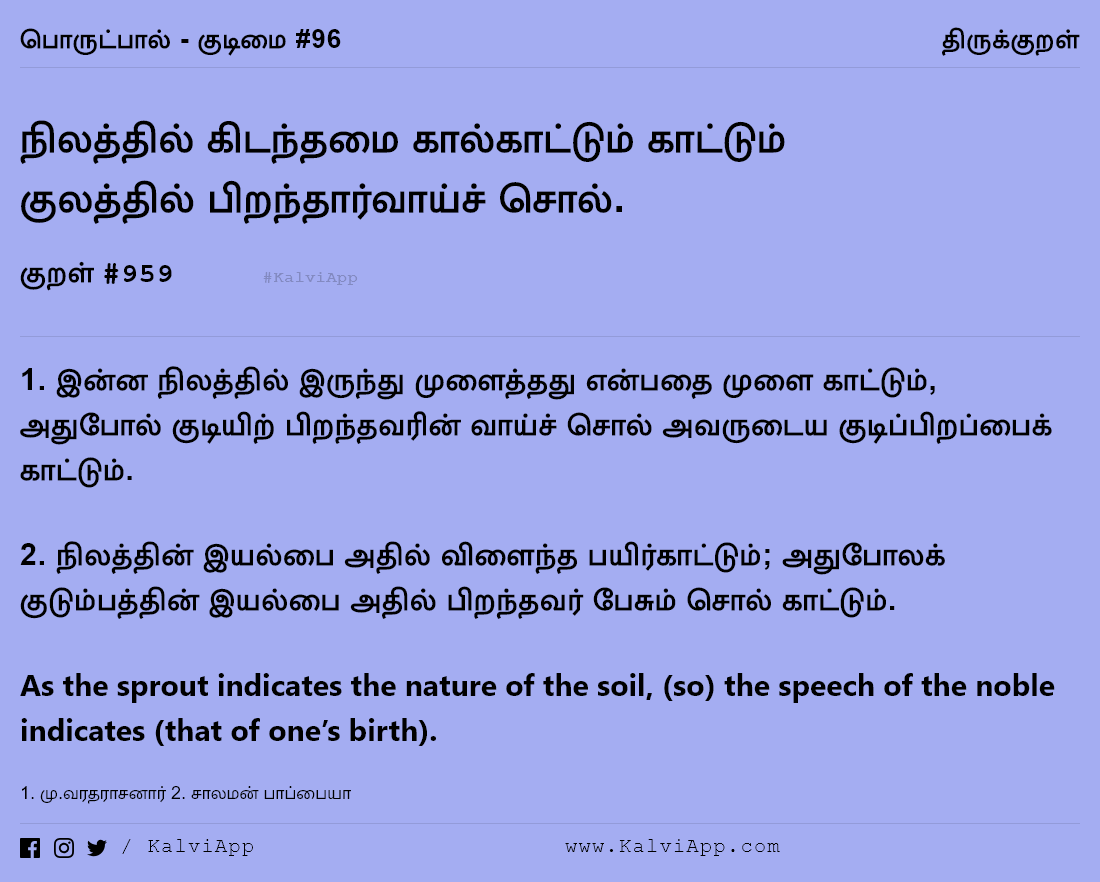 பொருட்பால் - குடிமை #96
திருக்குறள்
நிலத்தில் கிடந்தமை கால்காட்டும் காட்டும்
குலத்தில் பிறந்தார்வாய்ச் சொல்.
குறள் #959
#KalviApp
1. இன்ன நிலத்தில் இருந்து முளைத்தது என்பதை முளை காட்டும்,
அதுபோல் குடியிற் பிறந்தவரின் வாய்ச் சொல் அவருடைய குடிப்பிறப்பைக்
காட்டும்.
2. நிலத்தின் இயல்பை அதில் விளைந்த பயிர்காட்டும்; அதுபோலக்
குடும்பத்தின் இயல்பை அதில் பிறந்தவர் பேசும் சொல் காட்டும்.
As the sprout indicates the nature of the soil, (so) the speech of the noble
indicates (that of one’s birth).
1. மு.வரதராசனார் 2. சாலமன் பாப்பையா
/ KalviApp
www.KalviApp.com